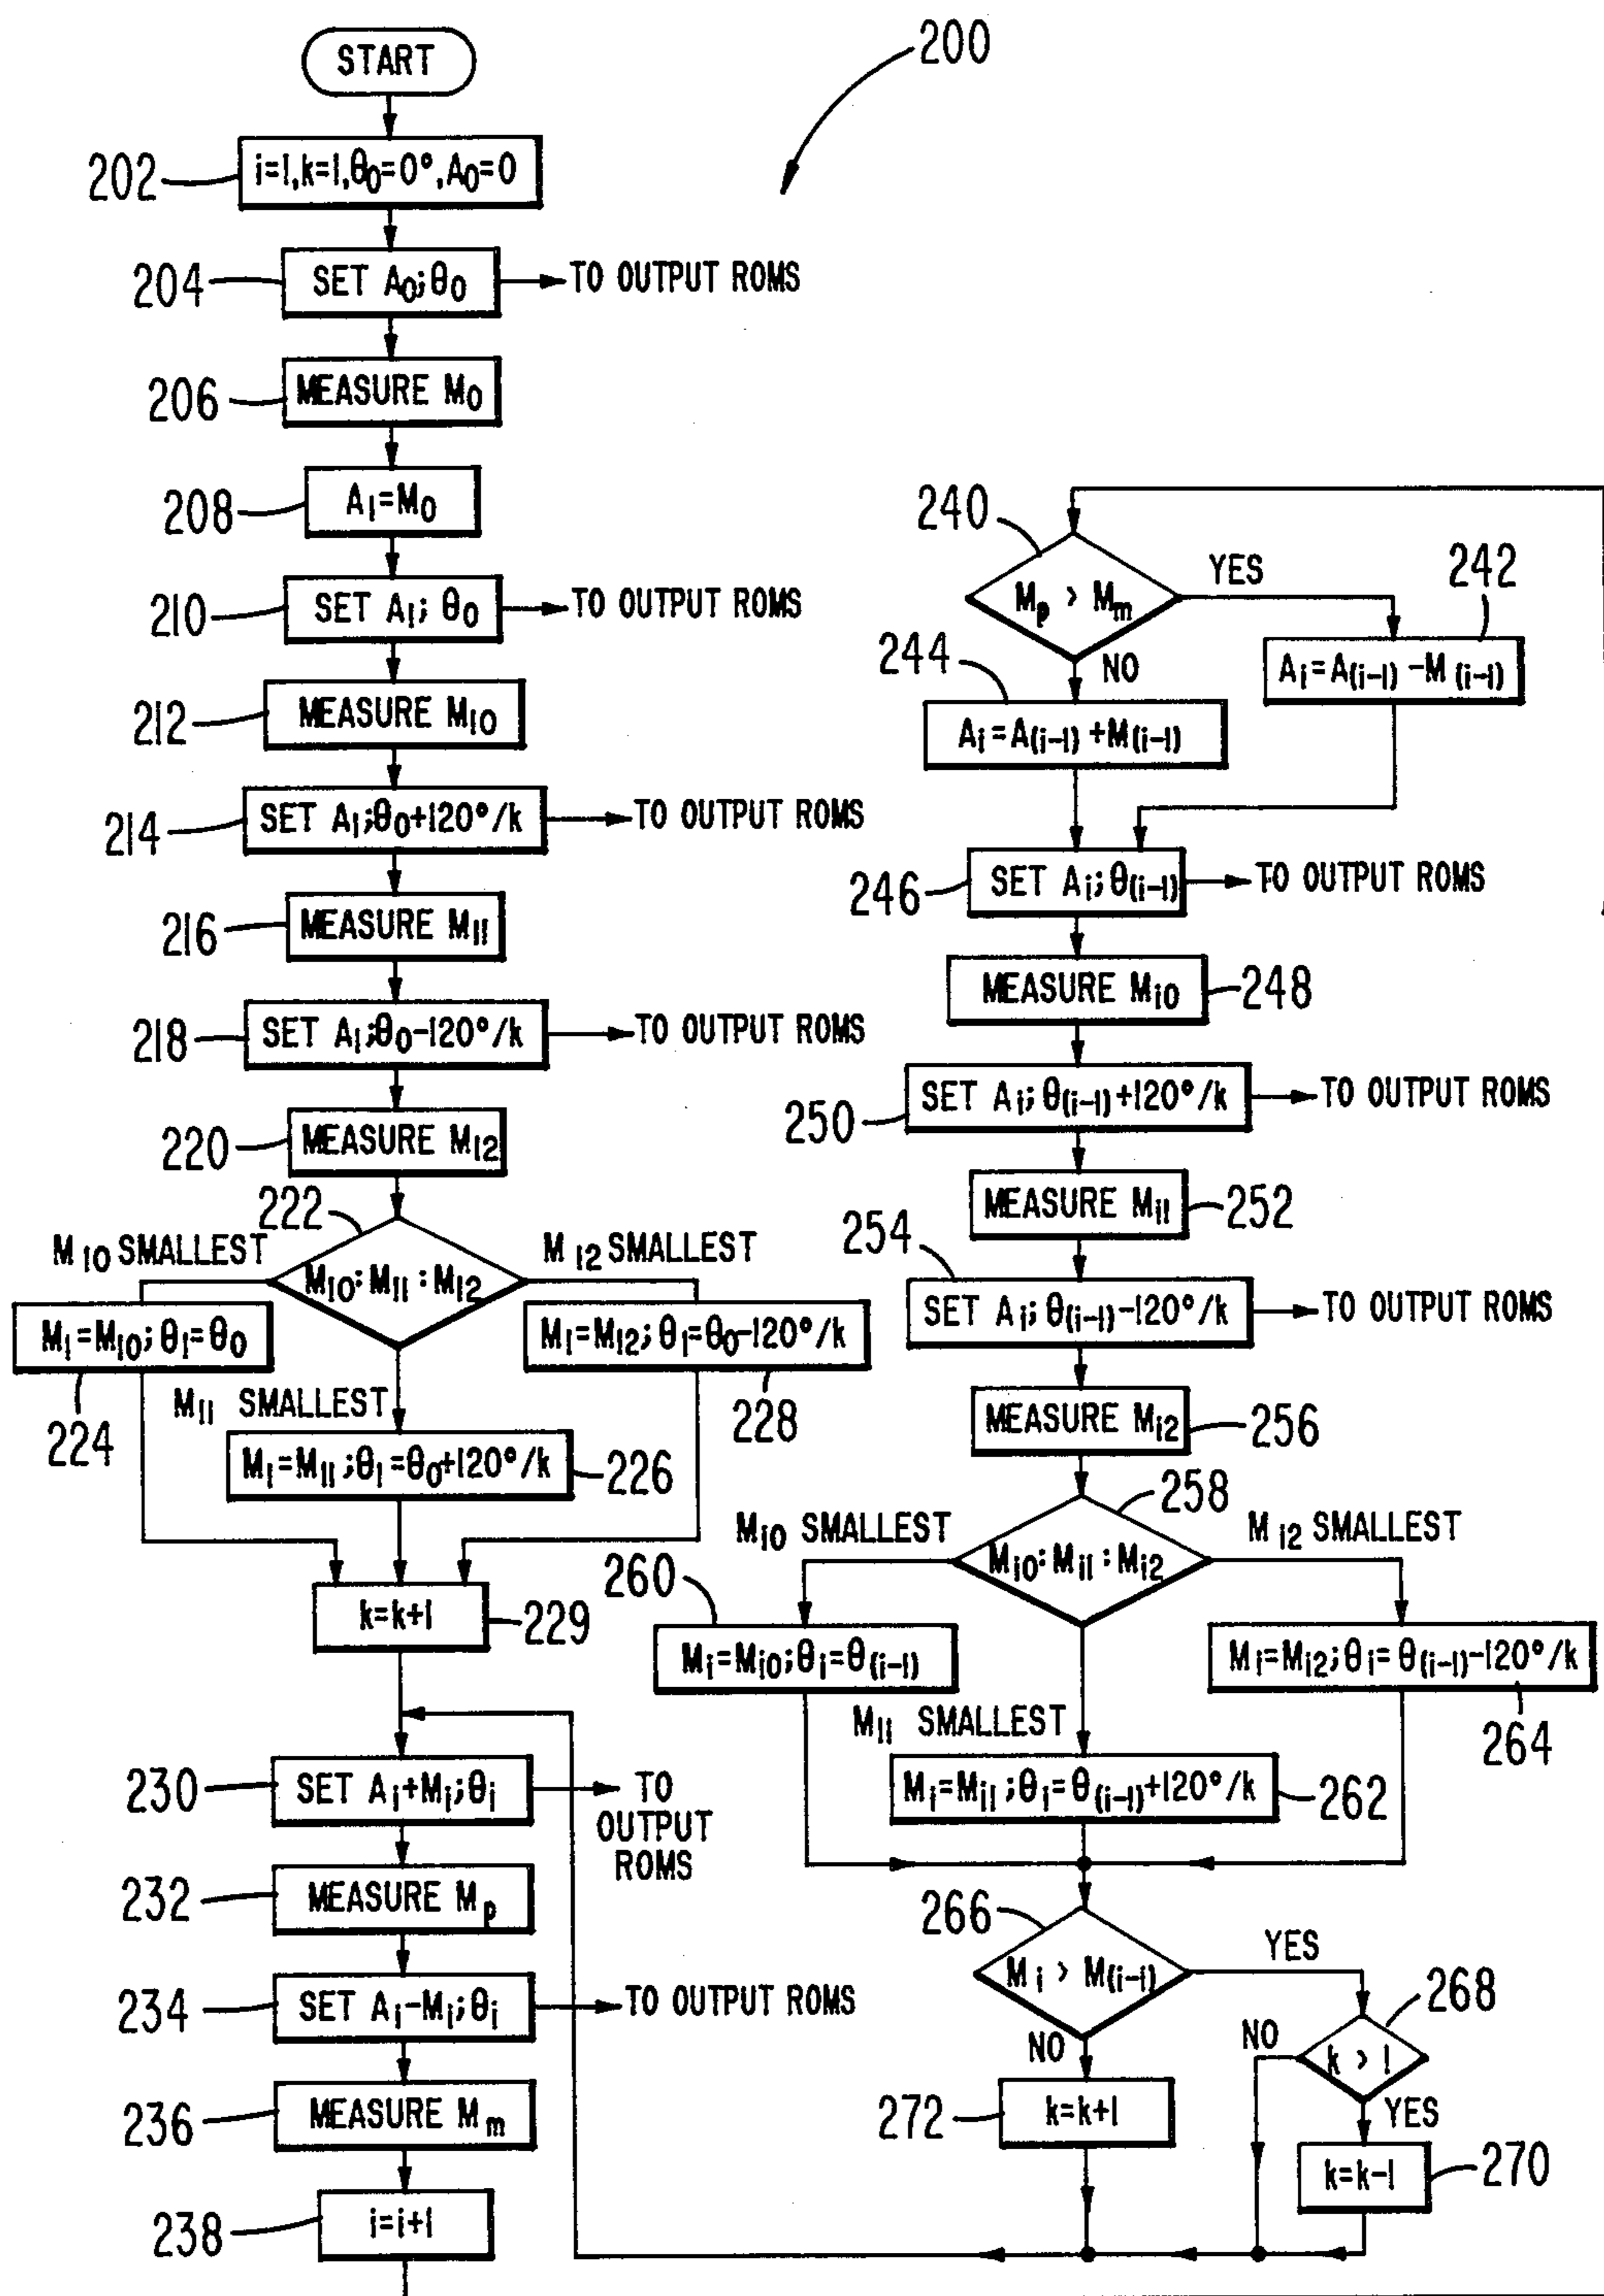 200
START
202
i=1,k=1,θ0=0°,A0=0
204
SET A0;θ0
TO OUTPUT ROMS
206
MEASURE M0
208
A1=M0
210
SET A1; θ0
TO OUTPUT ROMS
212
MEASURE M10
214
SET A1;θ0+120°/k
TO OUTPUT ROMS
216
MEASURE M11
218
SET A1;θ0-120°/k
TO OUTPUT ROMS
220
MEASURE M12
222
M10 SMALLEST
M12 SMALLEST
M10:M11:M12
M1=M10;θ1=θ0
224
M1=M12;θ1=θ0-120°/k
228
M11 SMALLEST
M1=M11;θ1=θ0+120°/k
226
k=k+1
229
230
SET Ai+Mi;θi
TO
OUTPUT
ROMS
232
MEASURE Mp
234
SET Ai-Mi;θi
TO OUTPUT ROMS
236
MEASURE Mm
238
i=i+1
240
Mp > Mm
YES
242
Ai=A(i-1)-M(i-1)
NO
244
Ai=A(i-1)+M(i-1)
246
SET Ai;θ(i-1)
TO OUTPUT ROMS
MEASURE Mi0
248
250
SET Ai;θ(i-1)+120°/k
TO OUTPUT ROMS
MEASURE Mi1
252
254
SET Ai;θ(i-1)-120°/k
TO OUTPUT ROMS
MEASURE Mi2
256
258
Mi0 SMALLEST
Mi2 SMALLEST
Mi0:Mi1:Mi2
260
Mi=Mi0;θi=θ(i-1)
Mi=Mi2;θi=θ(i-1)-120°/k
264
M11 SMALLEST
Mi=Mi1;θi=θ(i-1)+120°/k
262
266
Mi > M(i-1)
YES
268
NO
k > 1
NO
YES
272
k=k+1
k=k-1
270